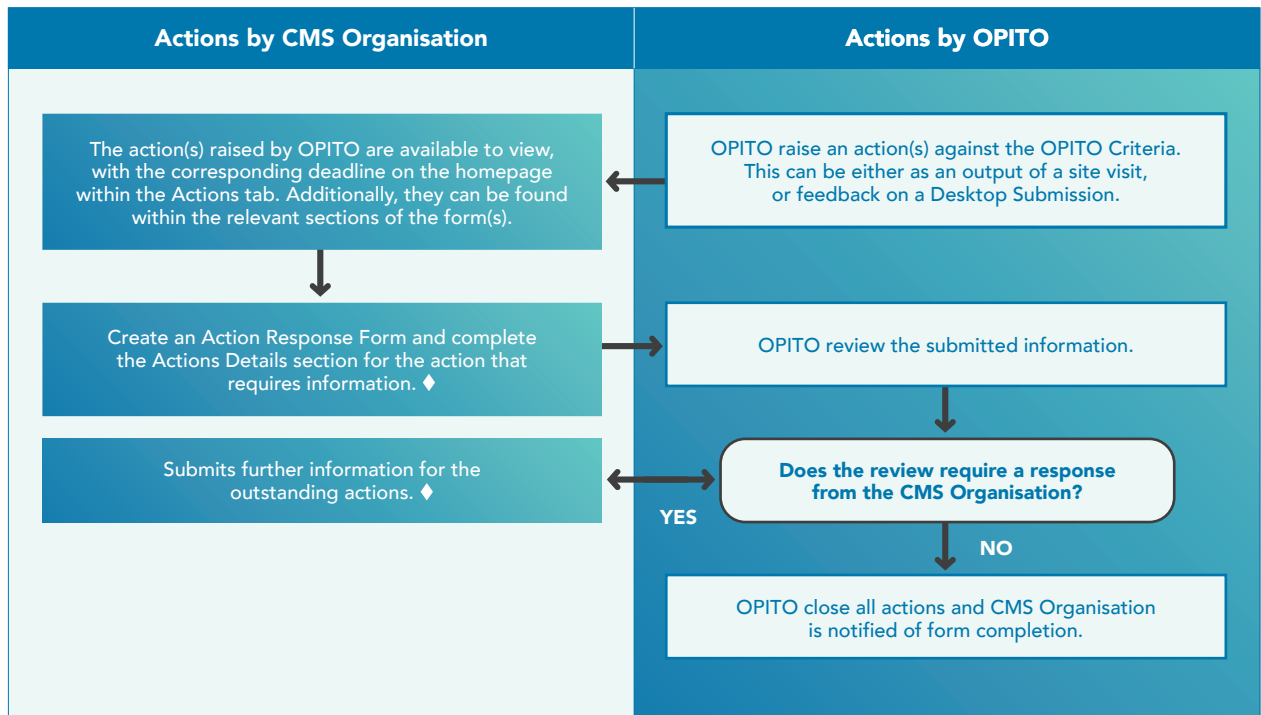 Actions by CMS Organisation
Actions by OPITO
OPITO raise an action(s) against the OPITO Criteria.
This can be either as an output of a site visit,
or feedback on a Desktop Submission.
The action(s) raised by OPITO are available to view,
with the corresponding deadline on the homepage
within the Actions tab. Additionally, they can be found
within the relevant sections of the form(s).
Create an Action Response Form and complete
the Actions Details section for the action that
requires information. ♦
OPITO review the submitted information.
Does the review require a response
from the CMS Organisation?
YES
Submits further information for the
outstanding actions. ♦
NO
OPITO close all actions and CMS Organisation
is notified of form completion.